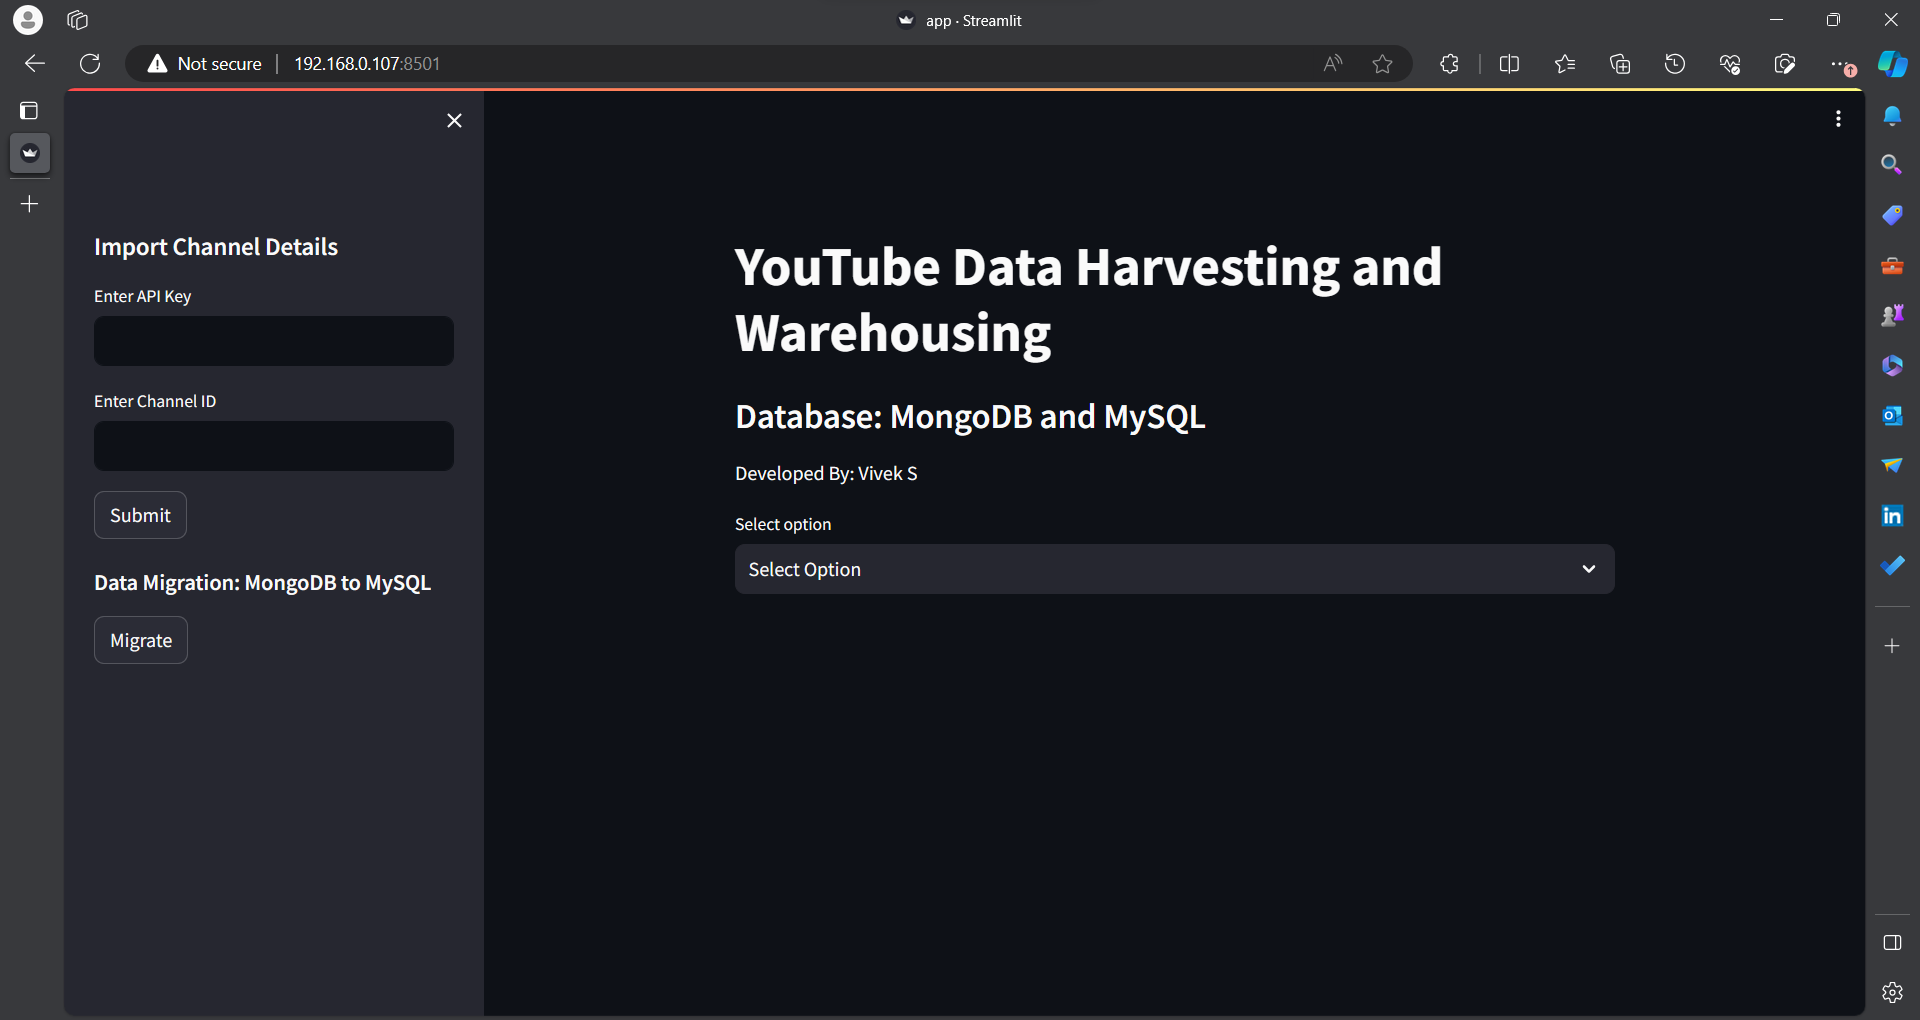 app · Streamlit
Not secure
192.168.0.107:8501
Import Channel Details
Enter API Key
Enter Channel ID
Submit
Data Migration: MongoDB to MySQL
Migrate
YouTube Data Harvesting and
Warehousing
Database: MongoDB and MySQL
Developed By: Vivek S
Select option
Select Option